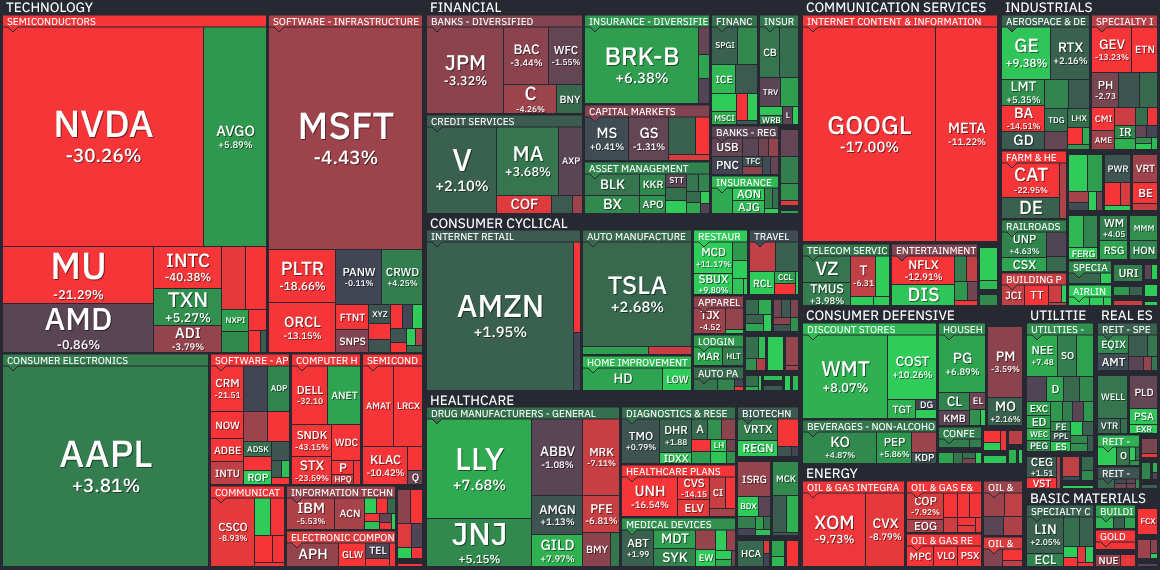 TECHNOLOGY
SEMICONDUCTORS
NVDA
-30.26%
AVGO
+5.89%
MU
-21.29%
AMD
-0.86%
INTC
-40.38%
TXN
+5.27%
ADI
-3.79%
NXPI
SOFTWARE - INFRASTRUCTURE
MSFT
-4.43%
PLTR
-18.66%
PANW
-0.11%
CRWD
+4.25%
ORCL
-13.15%
FTNT
XYZ
SNPS
CONSUMER ELECTRONICS
AAPL
+3.81%
SOFTWARE - AP
CRM
-21.51
ADP
NOW
ADBE
ADSK
INTU
ROP
COMPUTER H
DELL
-32.10
ANET
SNDK
-43.15%
WDC
STX
-23.59%
P
HPQ
SEMICOND
AMAT
LRCX
KLAC
-10.42%
Q
COMMUNICAT
CSCO
-8.93%
INFORMATION TECHN
IBM
-5.53%
ACN
ELECTRONIC COMPON
APH
GLW
TEL
FINANCIAL
BANKS - DIVERSIFIED
JPM
-3.32%
BAC
-3.44%
WFC
-1.55%
C
-4.26%
BNY
CREDIT SERVICES
V
+2.10%
MA
+3.68%
AXP
COF
INSURANCE - DIVERSIFIE
BRK-B
+6.38%
CAPITAL MARKETS
MS
+0.41%
GS
-1.31%
ASSET MANAGEMENT
BLK
KKR
STT
BX
APO
FINANC
SPGI
ICE
MSCI
INSUR
CB
TRV
WRB
L
BANKS - REG
USB
PNC
TFC
INSURANCE
AON
AJG
CONSUMER CYCLICAL
INTERNET RETAIL
AMZN
+1.95%
AUTO MANUFACTURE
TSLA
+2.68%
HOME IMPROVEMENT
HD
LOW
RESTAUR
MCD
+11.17%
SBUX
+9.80%
TRAVEL
RCL
CCL
APPAREL
TJX
-4.52
LODGIN
MAR
HLT
AUTO PA
HEALTHCARE
DRUG MANUFACTURERS - GENERAL
LLY
+7.68%
JNJ
+5.15%
ABBV
-1.08%
MRK
-7.11%
AMGN
+1.13%
PFE
-6.81%
GILD
+7.97%
BMY
DIAGNOSTICS & RESE
TMO
+0.79%
DHR
+1.88
A
LH
IDXX
HEALTHCARE PLANS
UNH
-16.54%
CVS
-14.15
CI
ELV
MEDICAL DEVICES
ABT
+1.99
MDT
SYK
EW
BIOTECHN
VRTX
REGN
ISRG
MCK
BDX
HCA
COMMUNICATION SERVICES
INTERNET CONTENT & INFORMATION
GOOGL
-17.00%
META
-11.22%
TELECOM SERVIC
VZ
T
-6.31
TMUS
+3.98%
ENTERTAINMENT
NFLX
-12.91%
DIS
INDUSTRIALS
AEROSPACE & DE
GE
+9.38%
RTX
+2.16%
LMT
+5.35%
BA
-14.51%
TDG
LHX
GD
SPECIALTY I
GEV
-13.23%
ETN
PH
-2.73
CMI
IR
AME
FARM & HE
CAT
-22.95%
DE
RAILROADS
UNP
+4.63%
CSX
BUILDING P
JCI
TT
PWR
VRT
BE
FERG
WM
+4.05
MMM
RSG
HON
SPECIA
URI
AIRLIN
CONSUMER DEFENSIVE
DISCOUNT STORES
WMT
+8.07%
COST
+10.26%
TGT
DG
HOUSEH
PG
+6.89%
CL
EL
KMB
PM
-3.59%
MO
+2.16%
BEVERAGES - NON-ALCOHO
KO
+4.87%
PEP
+5.86%
KDP
CONFE
ENERGY
OIL & GAS INTEGRA
XOM
-9.73%
CVX
-8.79%
OIL & GAS E&
COP
-7.92%
EOG
OIL & GAS RE
MPC
VLO
PSX
OIL &
OIL &
UTILITIE
UTILITIES -
NEE
+7.48
SO
D
EXC
ED
FE
WEC
PPL
PEG
ES
CEG
+1.51
VST
REAL ES
REIT - SPE
EQIX
AMT
WELL
PLD
PSA
VTR
EXR
REIT -
O
REIT -
BASIC MATERIALS
SPECIALTY C
LIN
+2.05%
ECL
BUILDI
FCX
GOLD
NUE